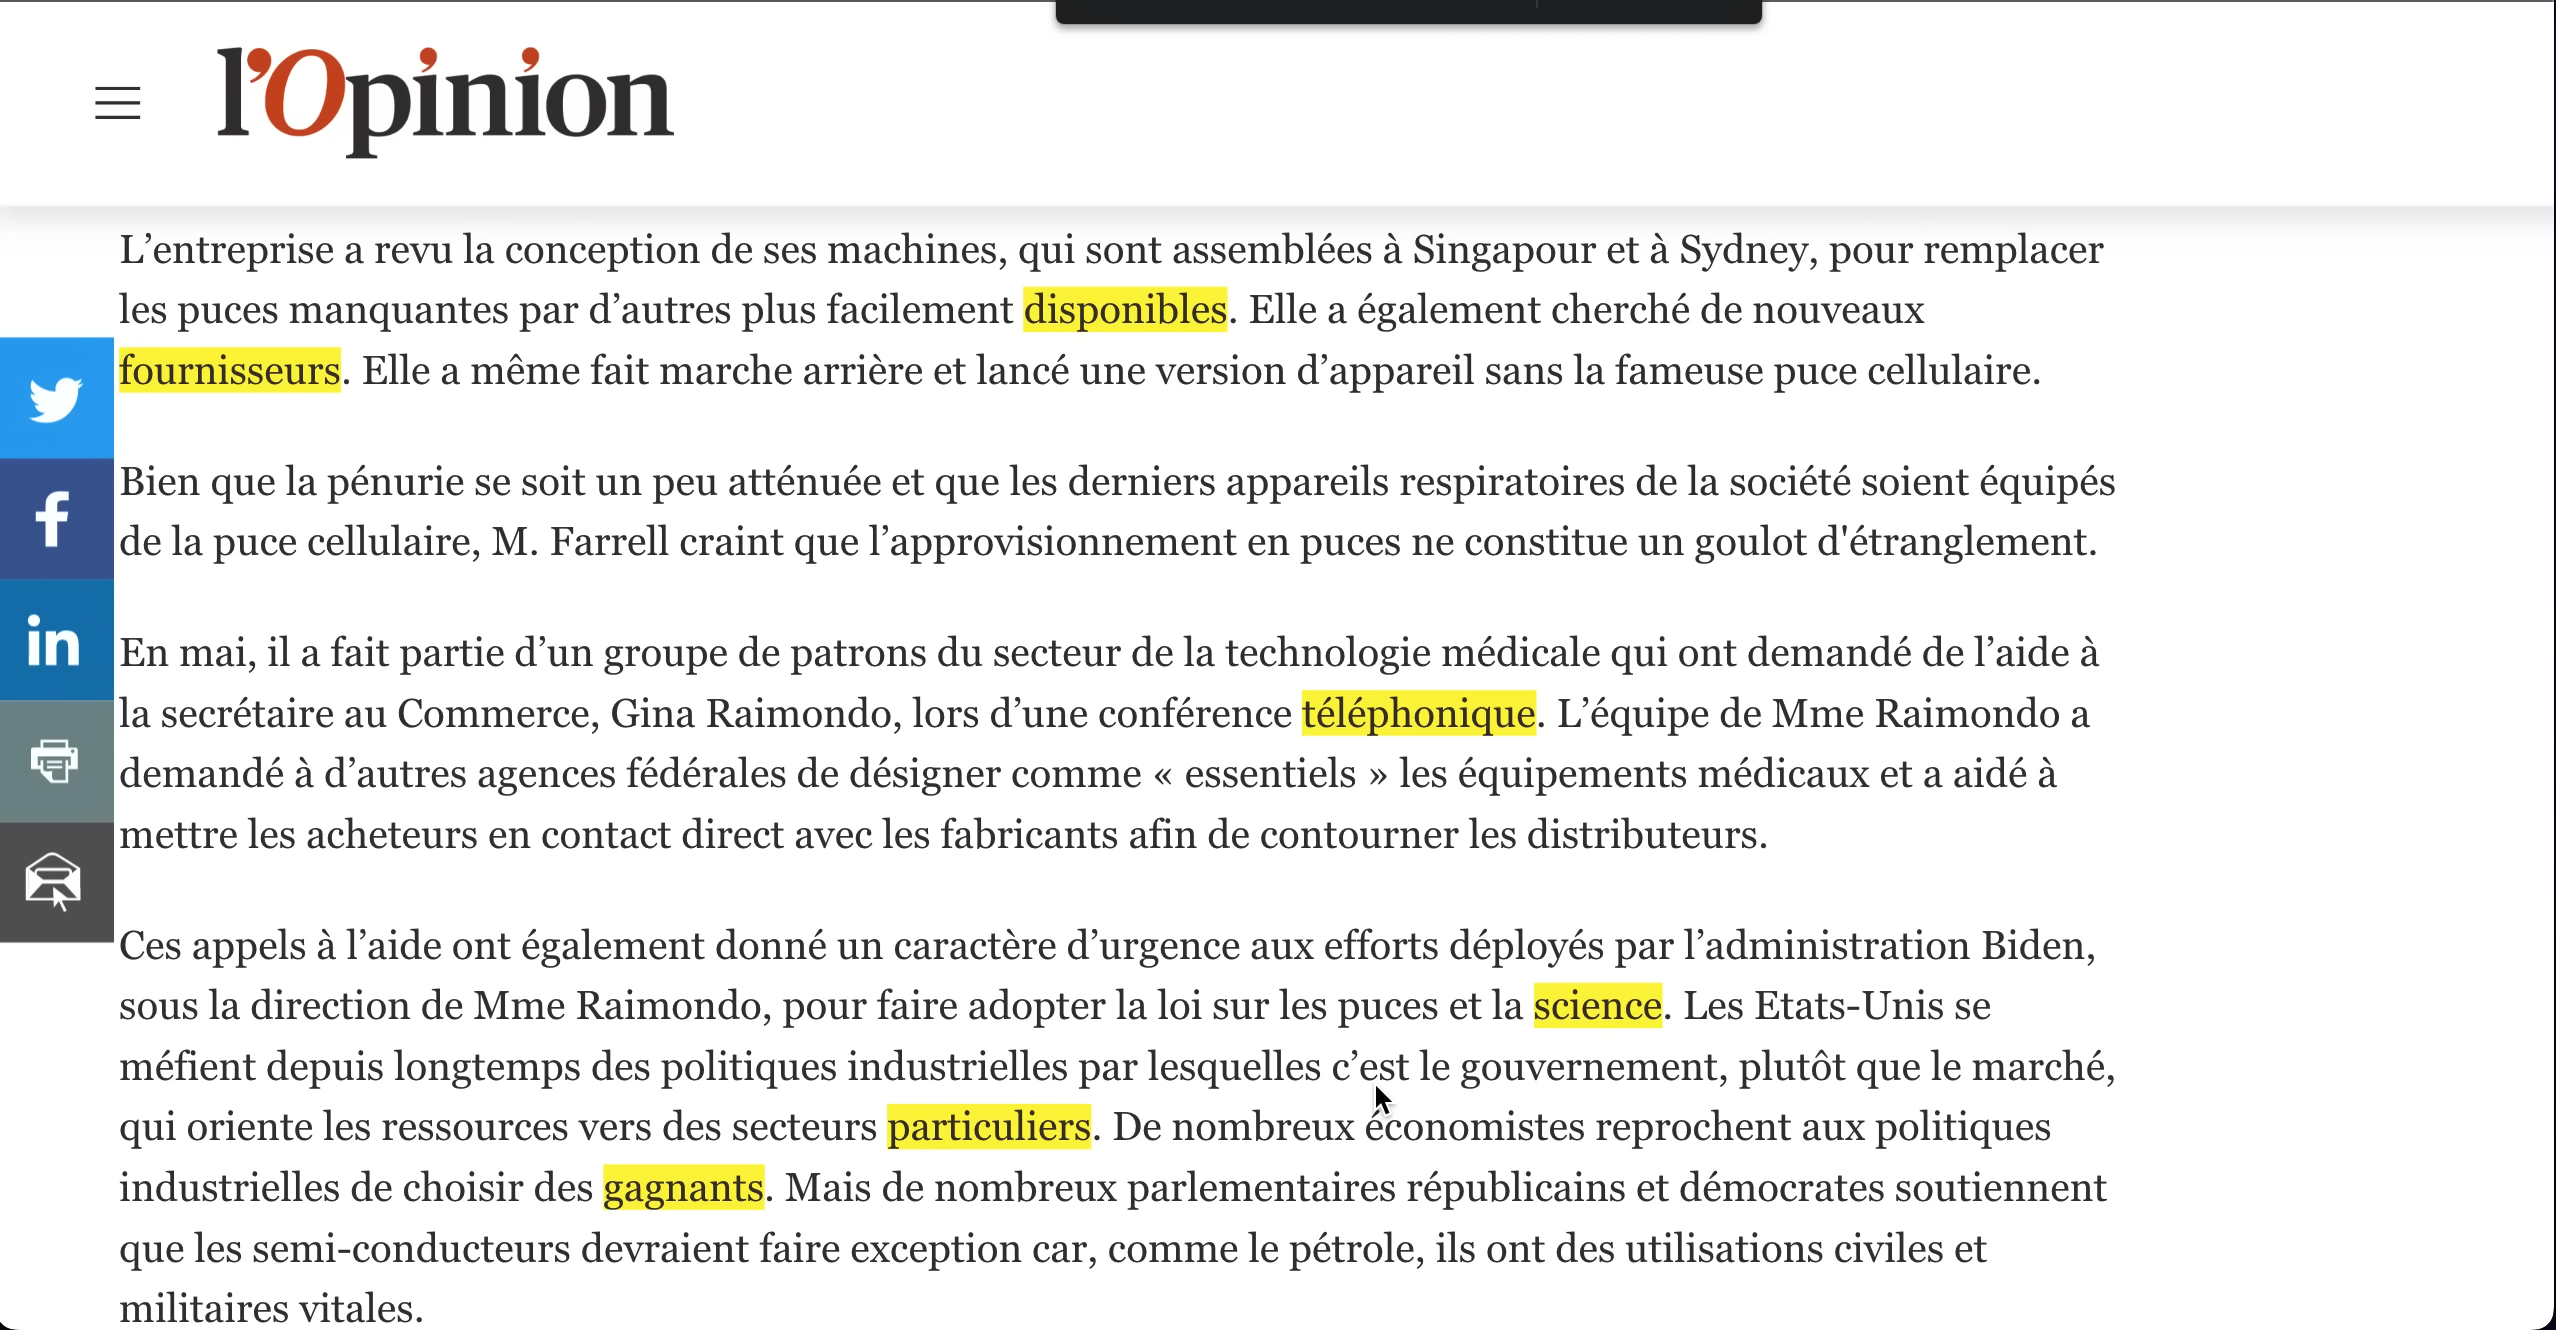 l'Opinion
L’entreprise a revu la conception de ses machines, qui sont assemblées à Singapour et à Sydney, pour remplacer
les puces manquantes par d’autres plus facilement disponibles. Elle a également cherché de nouveaux
fournisseurs. Elle a même fait marche arrière et lancé une version d’appareil sans la fameuse puce cellulaire.
Bien que la pénurie se soit un peu atténuée et que les derniers appareils respiratoires de la société soient équipés
de la puce cellulaire, M. Farrell craint que l’approvisionnement en puces ne constitue un goulot d'étranglement.
En mai, il a fait partie d’un groupe de patrons du secteur de la technologie médicale qui ont demandé de l’aide à
la secrétaire au Commerce, Gina Raimondo, lors d’une conférence téléphonique. L’équipe de Mme Raimondo a
demandé à d’autres agences fédérales de désigner comme « essentiels » les équipements médicaux et a aidé à
mettre les acheteurs en contact direct avec les fabricants afin de contourner les distributeurs.
Ces appels à l’aide ont également donné un caractère d’urgence aux efforts déployés par l’administration Biden,
sous la direction de Mme Raimondo, pour faire adopter la loi sur les puces et la science. Les Etats-Unis se
méfient depuis longtemps des politiques industrielles par lesquelles c’est le gouvernement, plutôt que le marché,
qui oriente les ressources vers des secteurs particuliers. De nombreux économistes reprochent aux politiques
industrielles de choisir des gagnants. Mais de nombreux parlementaires républicains et démocrates soutiennent
que les semi-conducteurs devraient faire exception car, comme le pétrole, ils ont des utilisations civiles et
militaires vitales.